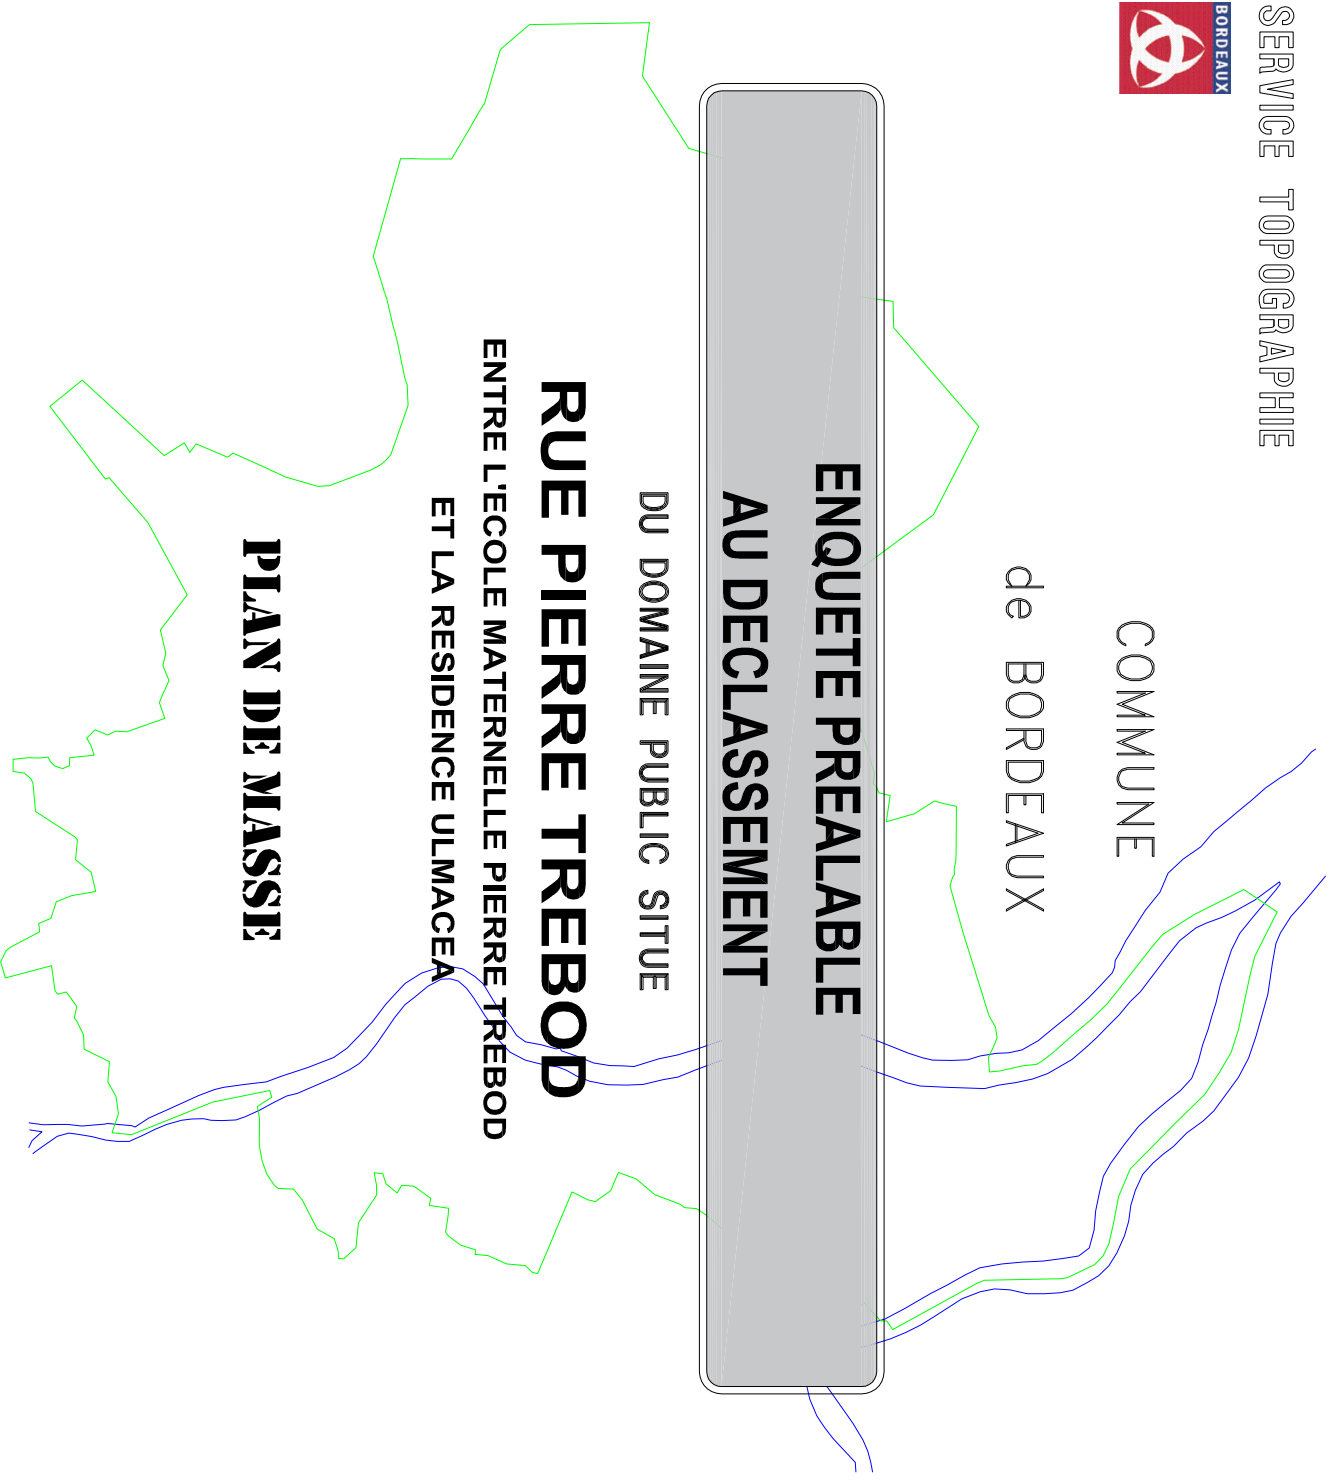 BORDEAUX
SERVICE TOPOGRAPHIE
COMMUNE
de BORDEAUX
ENQUETE PREALABLE
AU DECLASSEMENT
DU DOMAINE PUBLIC SITUE
RUE PIERRE TREBOD
ENTRE L'ECOLE MATERNELLE PIERRE TREBOD
ET LA RESIDENCE ULMACEA
PLAN DE MASSE